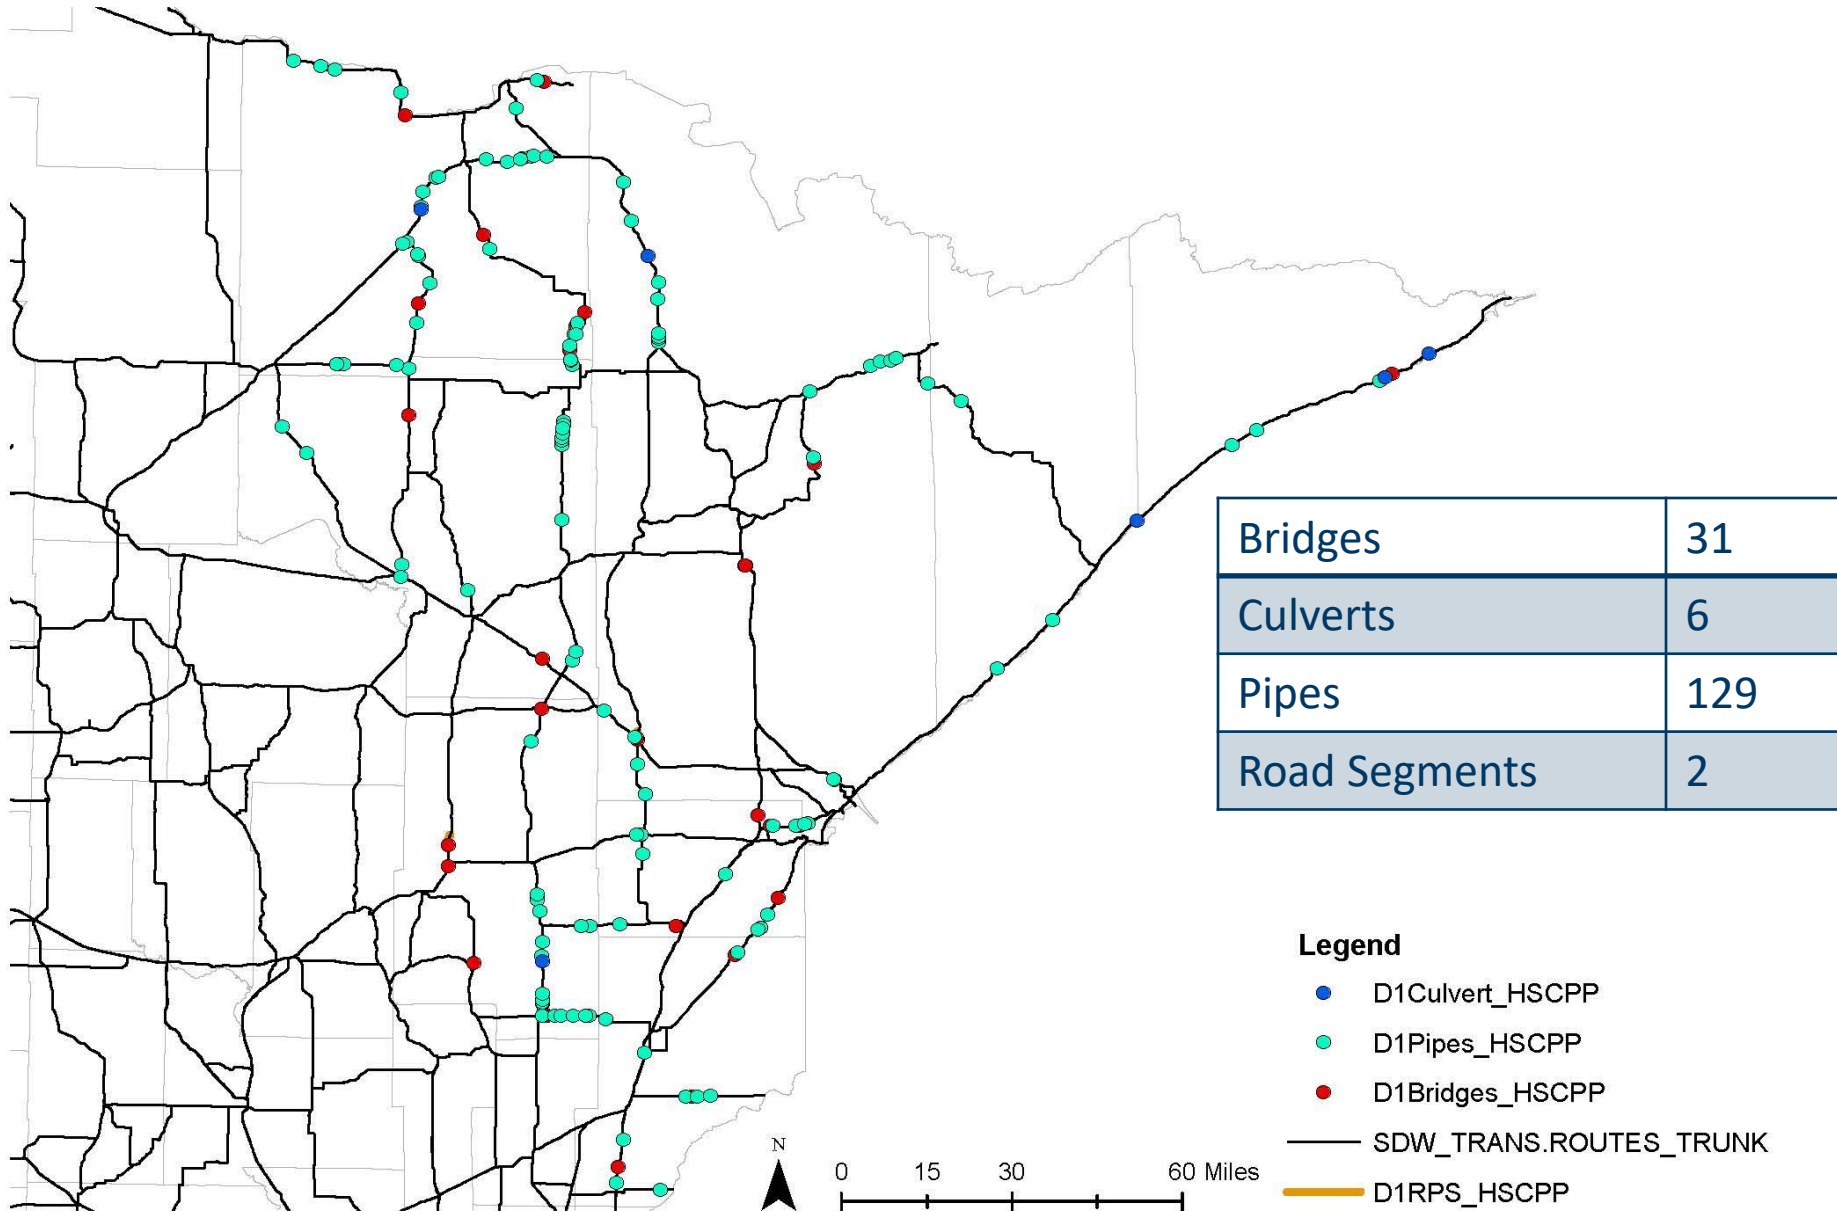 Bridges 31
Culverts 6
Pipes 129
Road Segments 2
Legend
D1Culvert_HSCPP
D1Pipes_HSCPP
D1Bridges_HSCPP
SDW_TRANS.ROUTES_TRUNK
D1RPS_HSCPP
N
0 15 30 60 Miles